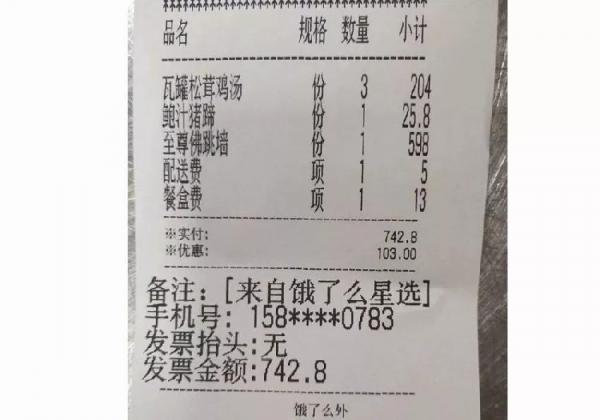 品名 规格 数量 小计
瓦罐松茸鸡汤 份 3 204
鲍汁猪蹄 份 1 25.8
至尊佛跳墙 份 1 598
配送费 项 1 5
餐盒费 项 1 13
※实付: 742.8
※优惠: 103.00
备注: [来自饿了么星选]
手机号: 158****0783
发票抬头:无
发票金额:742.8
饿了么外